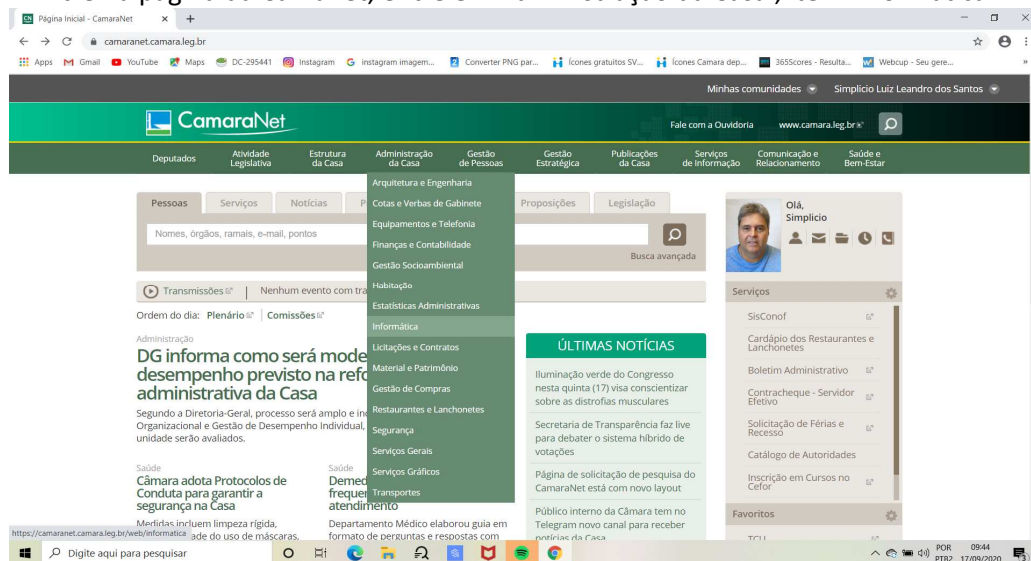 Página Inicial - CamaraNet
camaranet.camara.leg.br
Apps Gmail YouTube Maps DC-295441 Instagram instagram imagem... Converter PNG par... Ícones gratuitos SV... Ícones Camara dep... 365Scores - Resulta... Webcup - Seu gere... »
Minhas comunidades Simplicio Luiz Leandro dos Santos
CamaraNet
Fale com a Ouvidoria www.camara.leg.br
Deputados
Atividade Legislativa
Estrutura da Casa
Administração da Casa
Gestão de Pessoas
Gestão Estratégica
Publicações da Casa
Serviços de Informação
Comunicação e Relacionamento
Saúde e Bem-Estar
Arquitetura e Engenharia
Cotas e Verbas de Gabinete
Equipamentos e Telefonia
Finanças e Contabilidade
Gestão Socioambiental
Habitação
Estatísticas Administrativas
Informática
Licitações e Contratos
Material e Patrimônio
Gestão de Compras
Restaurantes e Lanchonetes
Segurança
Serviços Gerais
Serviços Gráficos
Transportes
Pessoas Serviços Notícias P Proposições Legislação
Nomes, órgãos, ramais, e-mail, pontos
Busca avançada
Transmissões | Nenhum evento com tra
Ordem do dia: Plenário | Comissões
Administração
DG informa como será mode
desempenho previsto na refo
administrativa da Casa
Segundo a Diretoria-Geral, processo será amplo e in
Organizacional e Gestão de Desempenho Individual,
unidade serão avaliados.
Saúde
Câmara adota Protocolos de
Conduta para garantir a
segurança na Casa
Medidas incluem limpeza rígida,
ade do uso de máscaras,
Saúde
Demed
frequen
atendimento
Departamento Médico elaborou guia em
formato de perguntas e respostas com
ÚLTIMAS NOTÍCIAS
Iluminação verde do Congresso
nesta quinta (17) visa conscientizar
sobre as distrofias musculares
Secretaria de Transparência faz live
para debater o sistema híbrido de
votações
Página de solicitação de pesquisa do
CamaraNet está com novo layout
Público interno da Câmara tem no
Telegram novo canal para receber
notícias da Casa
Olá,
Simplicio
Serviços
SisConof
Cardápio dos Restaurantes e
Lanchonetes
Boletim Administrativo
Contracheque - Servidor
Efetivo
Solicitação de Férias e
Recesso
Catálogo de Autoridades
Inscrição em Cursos no
Cefor
Favoritos
TCU
https://camaranet.camara.leg.br/web/informatica
Digite aqui para pesquisar
POR 09:44
PTB2 17/09/2020
3